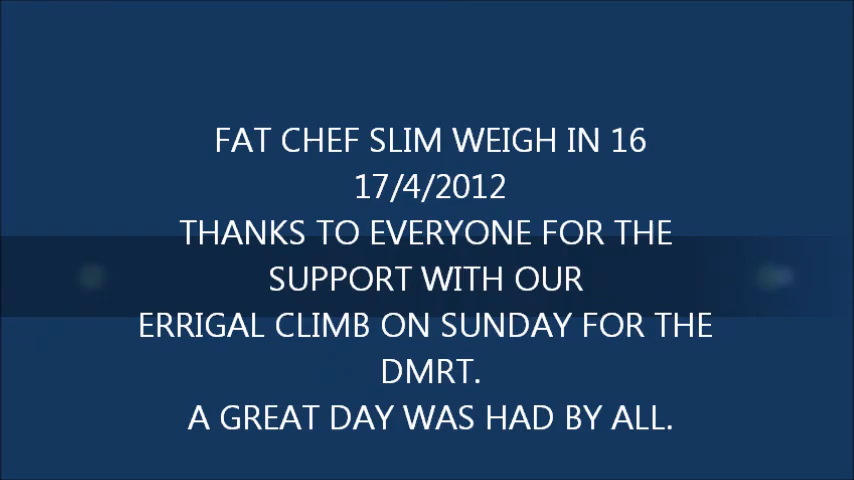 FAT CHEF SLIM WEIGH IN 16
17/4/2012
THANKS TO EVERYONE FOR THE
SUPPORT WITH OUR
ERRIGAL CLIMB ON SUNDAY FOR THE
DMRT.
A GREAT DAY WAS HAD BY ALL.